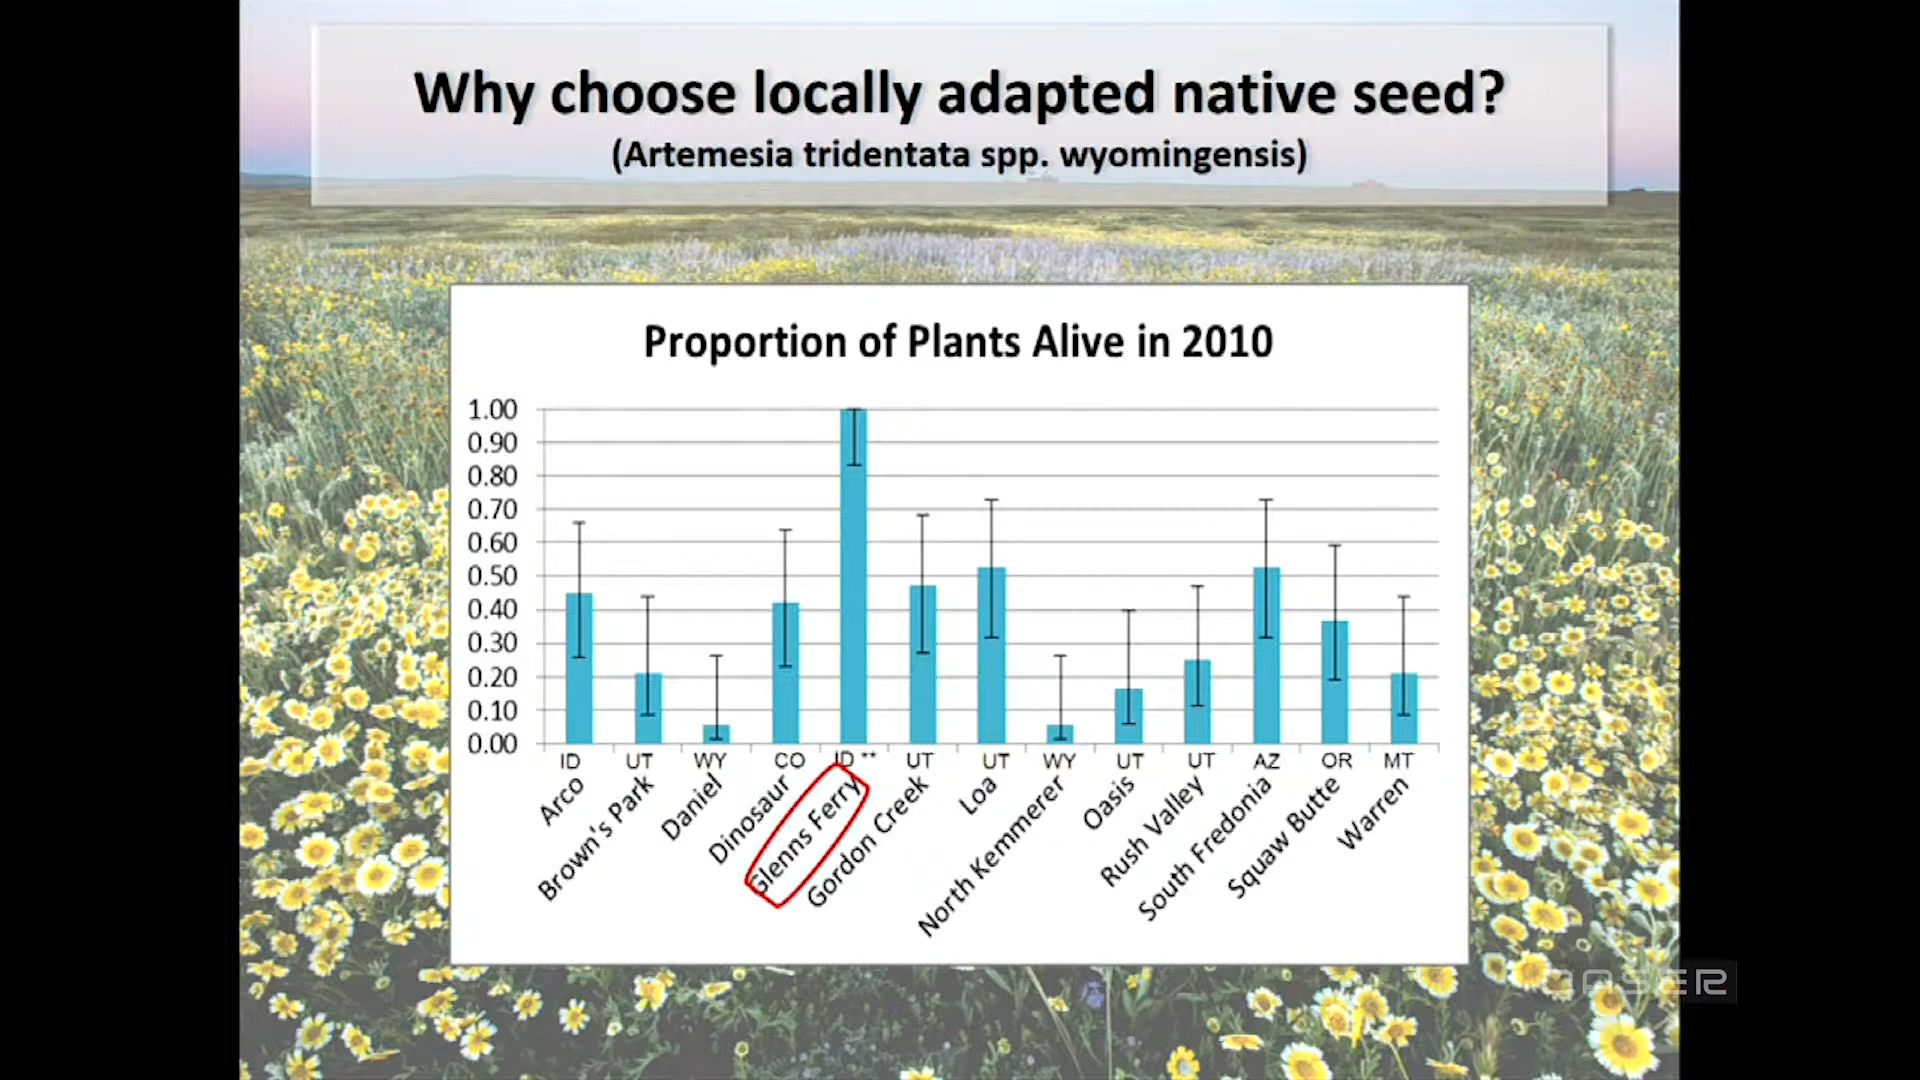 Why choose locally adapted native seed?
(Artemesia tridentata spp. wyomingensis)
Proportion of Plants Alive in 2010
1.00
0.90
0.80
0.70
0.60
0.50
0.40
0.30
0.20
0.10
0.00
ID UT WY CO ID ** UT UT WY UT UT AZ OR MT
Arco
Brown's Park
Daniel
Dinosaur
Glenns Ferry
Gordon Creek
Loa
North Kemmerer
Oasis
Rush Valley
South Fredonia
Squaw Butte
Warren